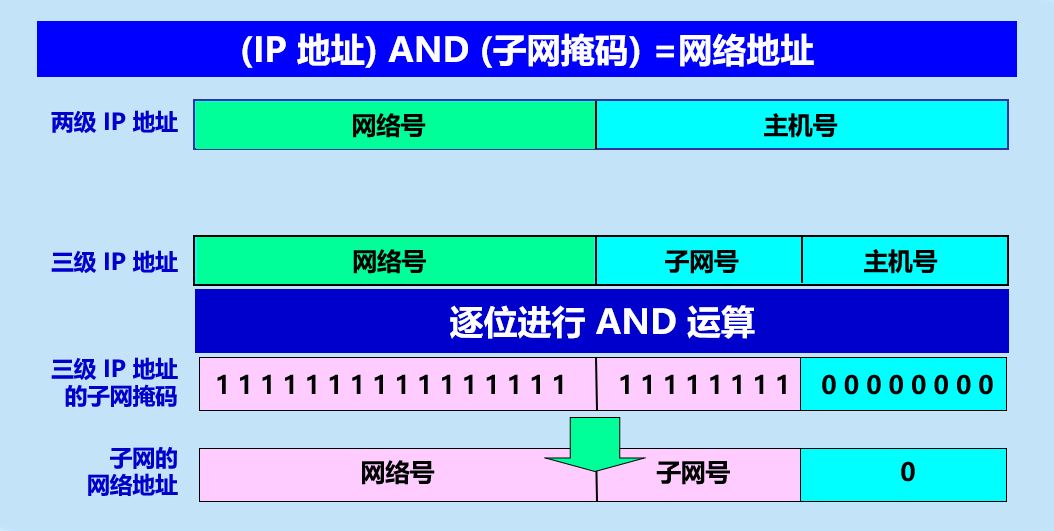 (IP 地址) AND (子网掩码) =网络地址
两级 IP 地址
网络号
主机号
三级 IP 地址
网络号
子网号
主机号
逐位进行 AND 运算
三级 IP 地址
的子网掩码
1 1 1 1 1 1 1 1 1 1 1 1 1 1 1 1
1 1 1 1 1 1 1 1
0 0 0 0 0 0 0 0
子网的
网络地址
网络号
子网号
0